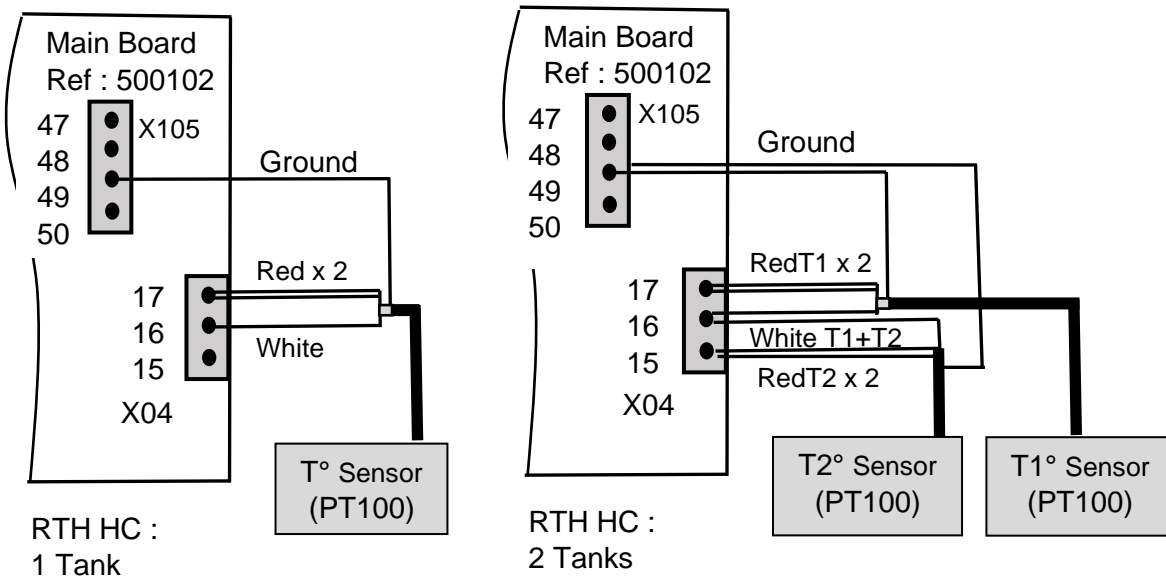 Main Board
Ref : 500102
47
X105
48
49
50
Ground
Red x 2
17
16
White
15
X04
T° Sensor
(PT100)
RTH HC :
1 Tank
Main Board
Ref : 500102
47
X105
48
49
50
Ground
RedT1 x 2
17
16
White T1+T2
15
RedT2 x 2
X04
T2° Sensor
(PT100)
T1° Sensor
(PT100)
RTH HC :
2 Tanks